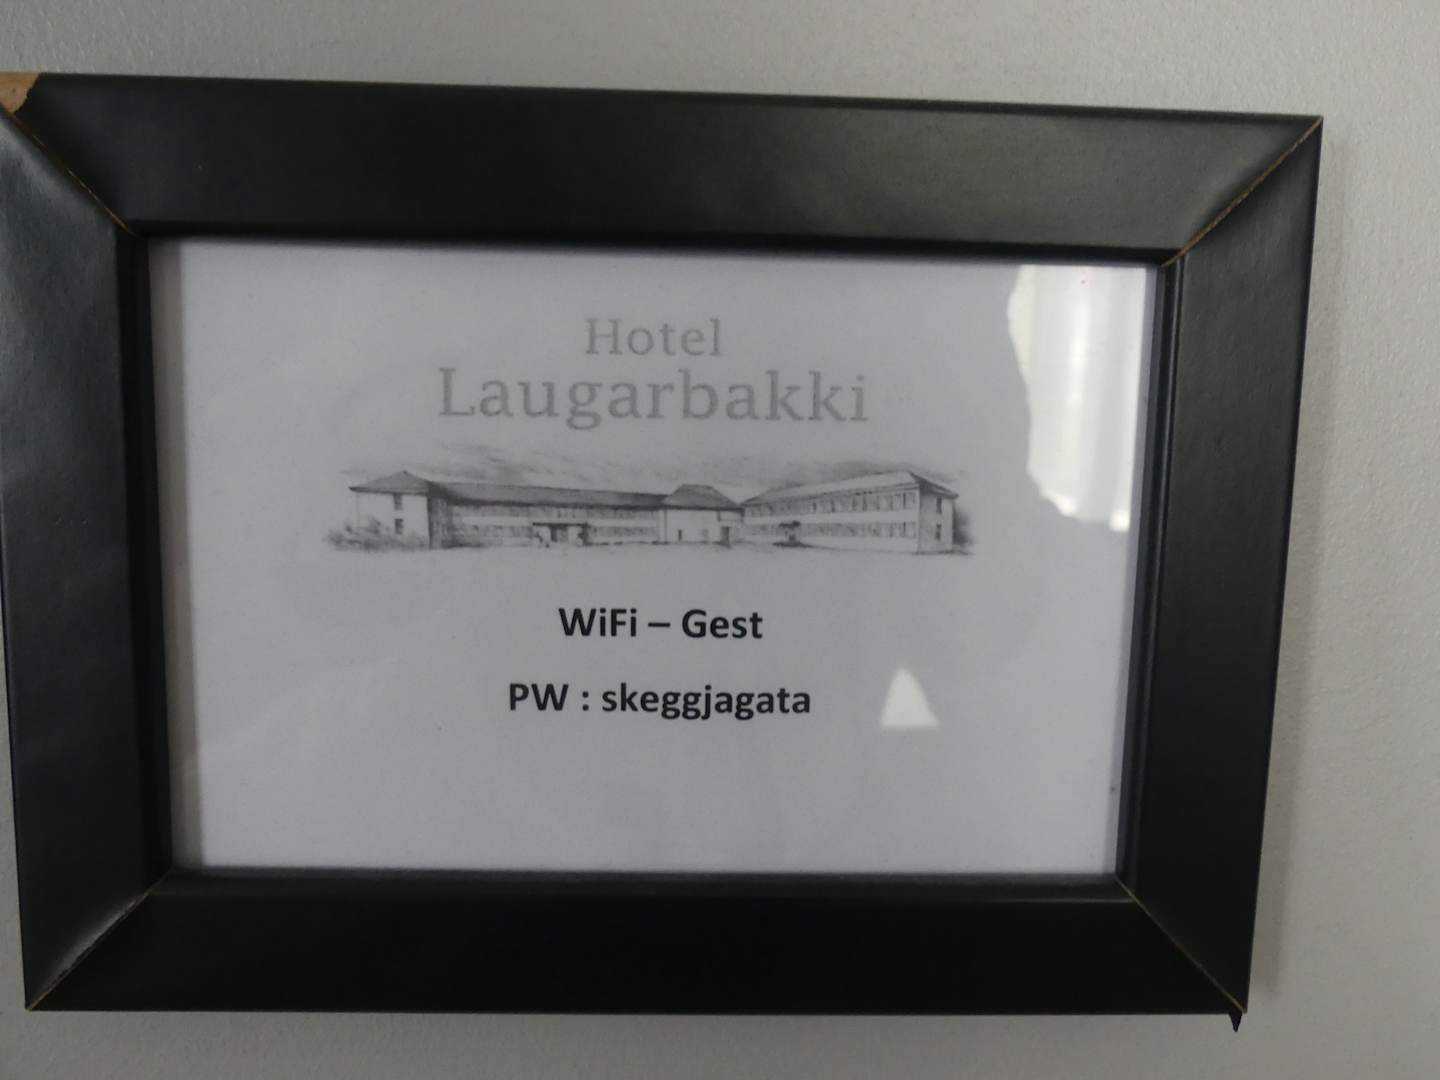 Hotel
Laugarbakki
WiFi – Gest
PW : skeggjagata